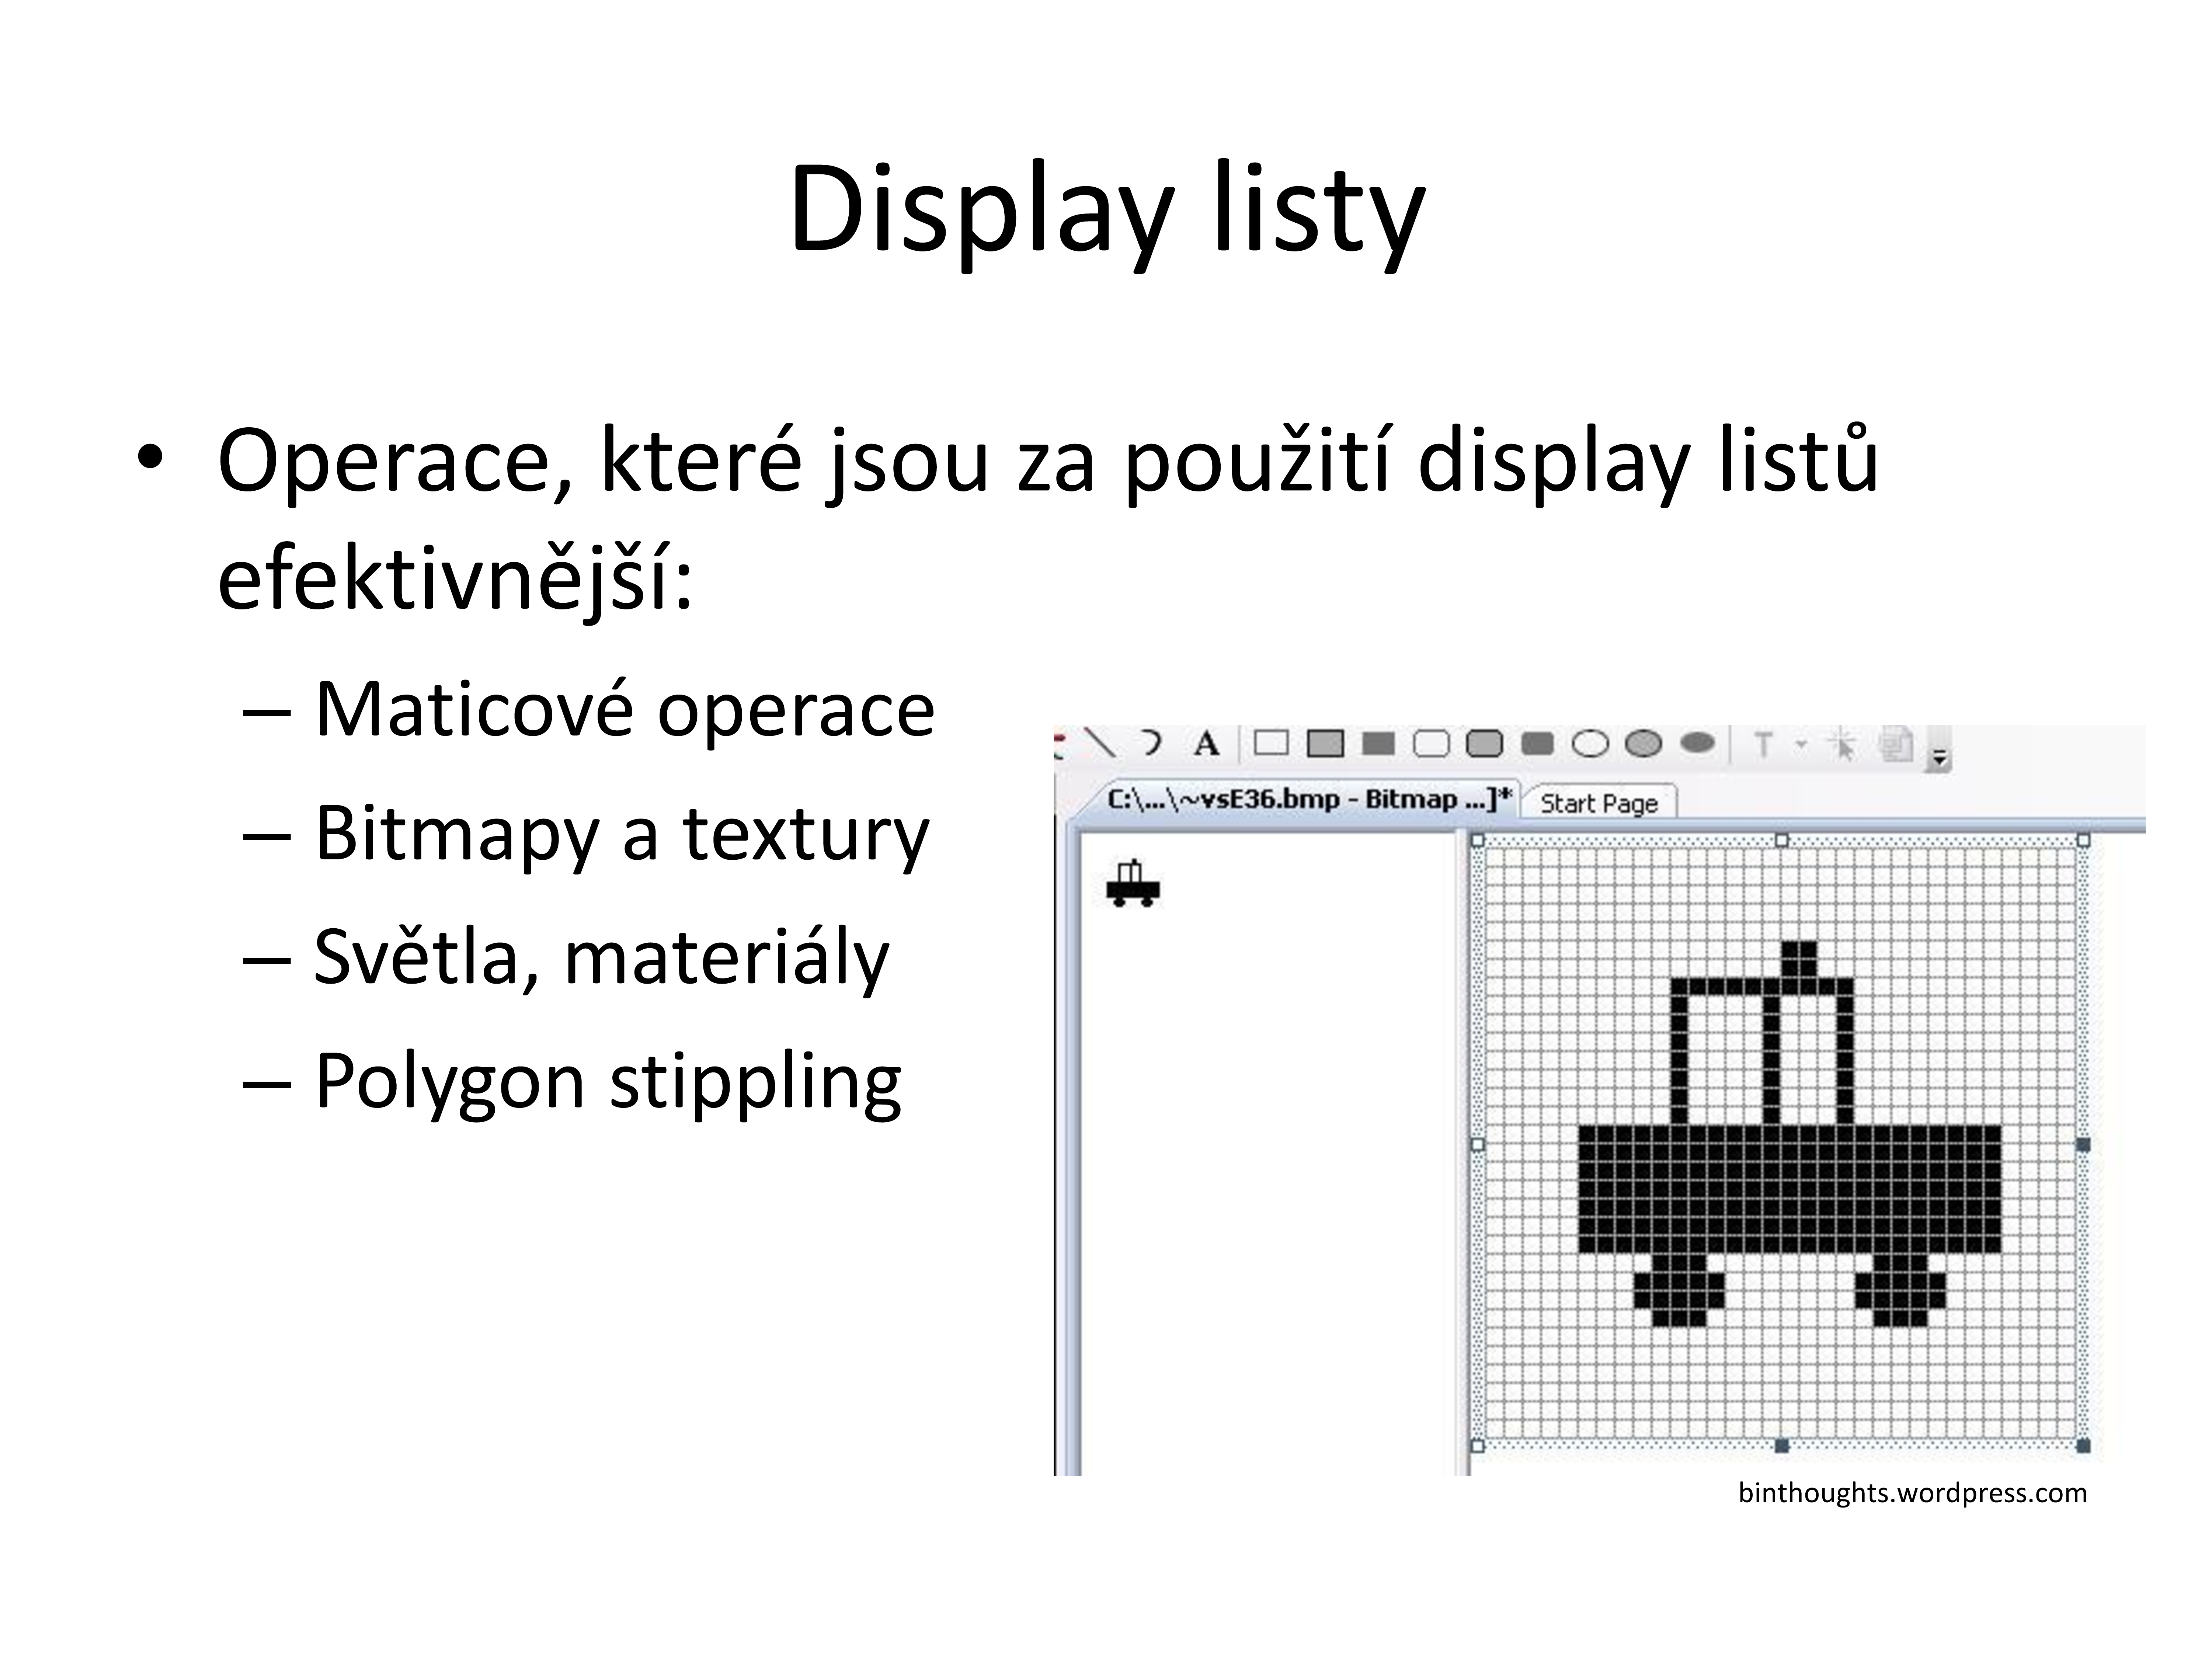 Display listy
• Operace, které jsou za použití display listů
efektivnější:
– Maticové operace
– Bitmapy a textury
– Světla, materiály
– Polygon stippling
A
T
C:\...\~vsE36.bmp - Bitmap ...]*
Start Page
binthoughts.wordpress.com